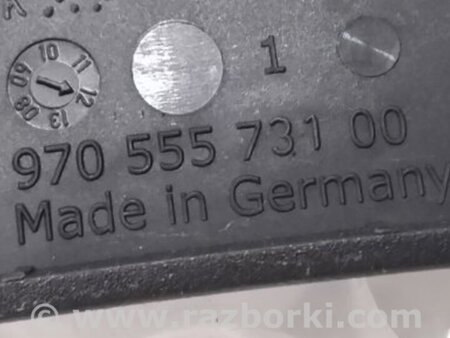 1
08 09 10 11 12 13
970 555 731 00
Made in Germany
www.razborki.com